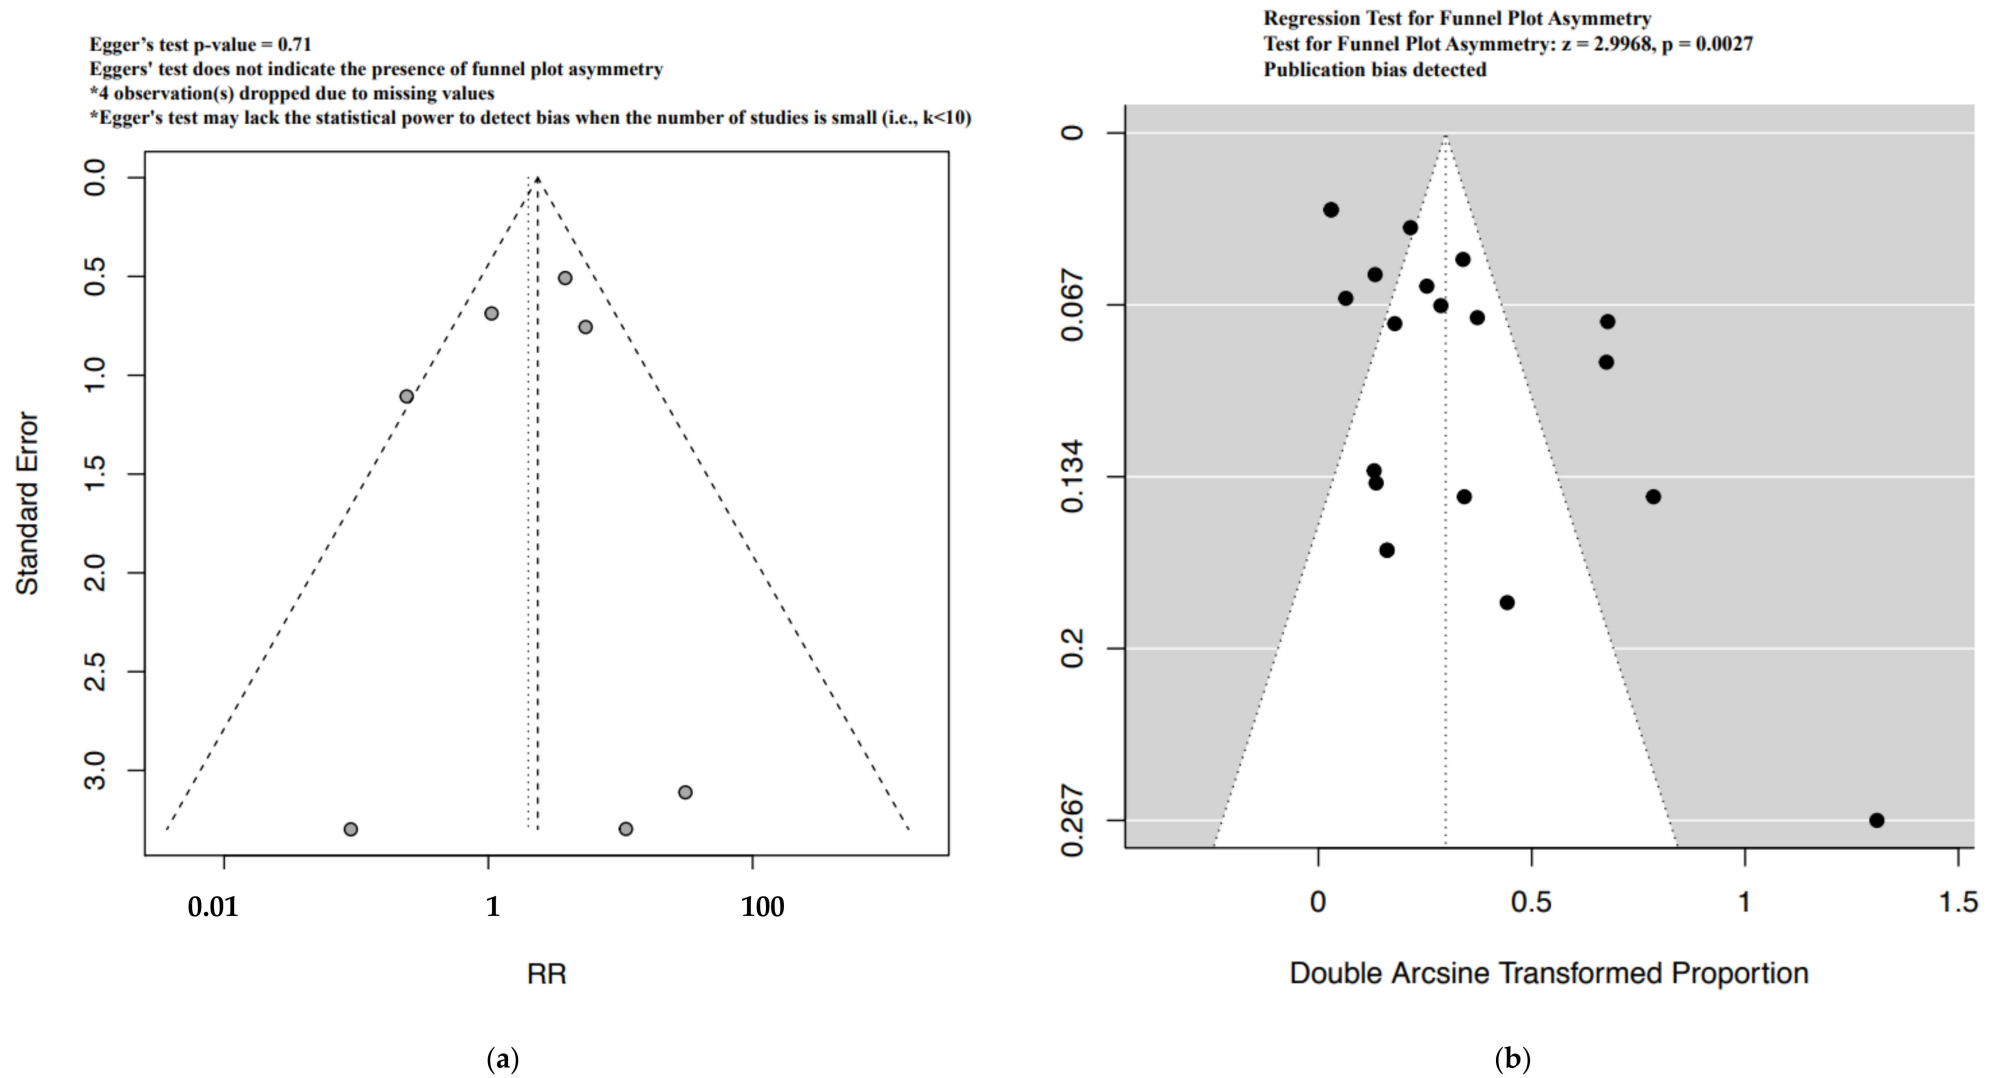 Egger’s test p-value = 0.71
Eggers' test does not indicate the presence of funnel plot asymmetry
*4 observation(s) dropped due to missing values
*Egger's test may lack the statistical power to detect bias when the number of studies is small (i.e., k<10)
0.0
0.5
1.0
1.5
2.0
2.5
3.0
Standard Error
0.01
1
100
RR
(a)
Regression Test for Funnel Plot Asymmetry
Test for Funnel Plot Asymmetry: z = 2.9968, p = 0.0027
Publication bias detected
0
0.067
0.134
0.2
0.267
0
0.5
1
1.5
Double Arcsine Transformed Proportion
(b)